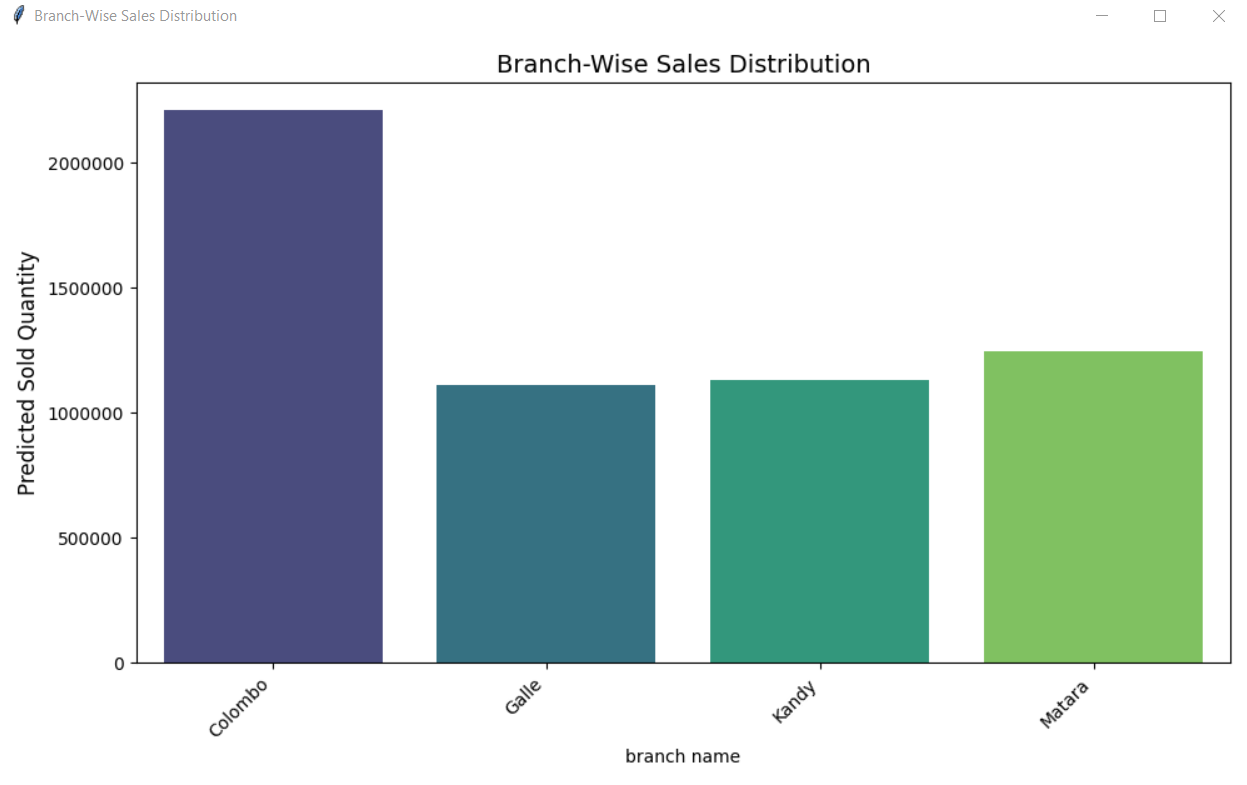 Branch-Wise Sales Distribution
Branch-Wise Sales Distribution
Predicted Sold Quantity
2000000
1500000
1000000
500000
0
Colombo
Galle
Kandy
Matara
branch name